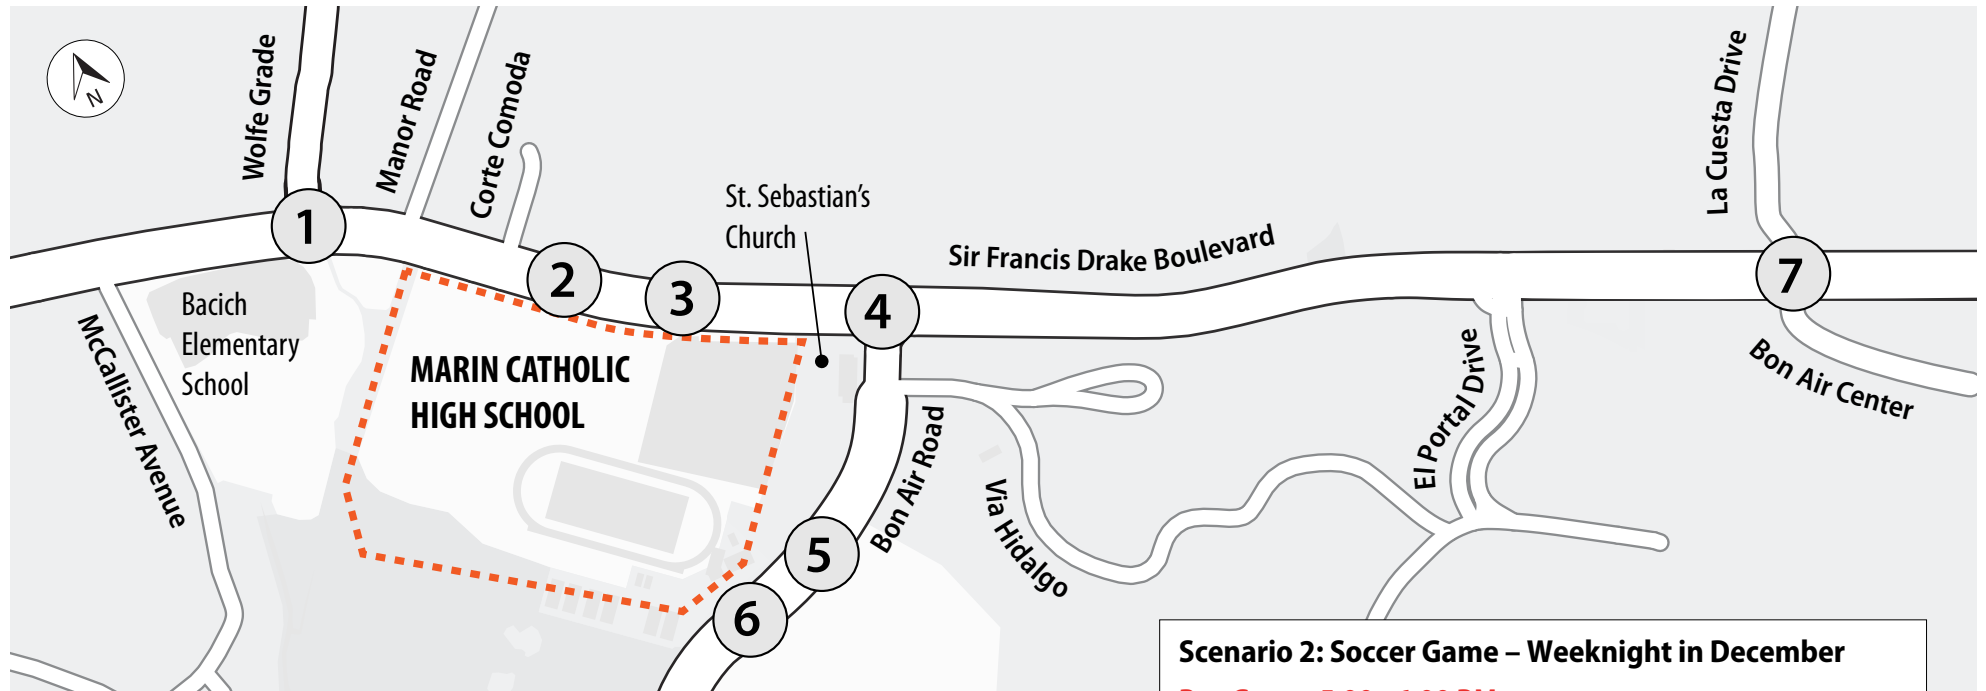 N
Wolfe Grade
Manor Road
Corte Comoda
La Cuesta Drive
St. Sebastian's
Church
Sir Francis Drake Boulevard
1
2
3
4
7
Bacich
Elementary
School
McCallister Avenue
MARIN CATHOLIC
HIGH SCHOOL
Bon Air Road
Via Hidalgo
El Portal Drive
Bon Air Center
5
6
Scenario 2: Soccer Game – Weeknight in December